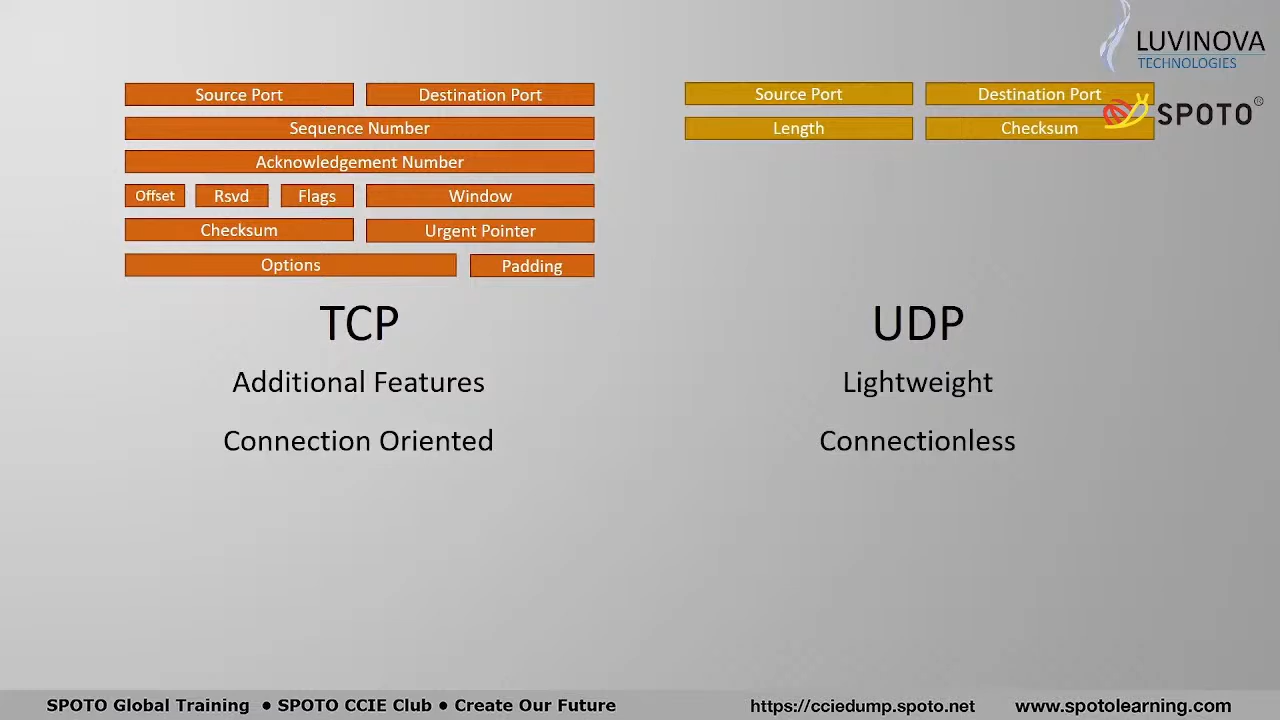 LUVINOVA
TECHNOLOGIES
SPOTO®
Source Port Destination Port
Sequence Number
Acknowledgement Number
Offset Rsvd Flags Window
Checksum Urgent Pointer
Options Padding
TCP
Additional Features
Connection Oriented
Source Port Destination Port
Length Checksum
UDP
Lightweight
Connectionless
SPOTO Global Training ● SPOTO CCIE Club ● Create Our Future
https://cciedump.spoto.net www.spotolearning.com